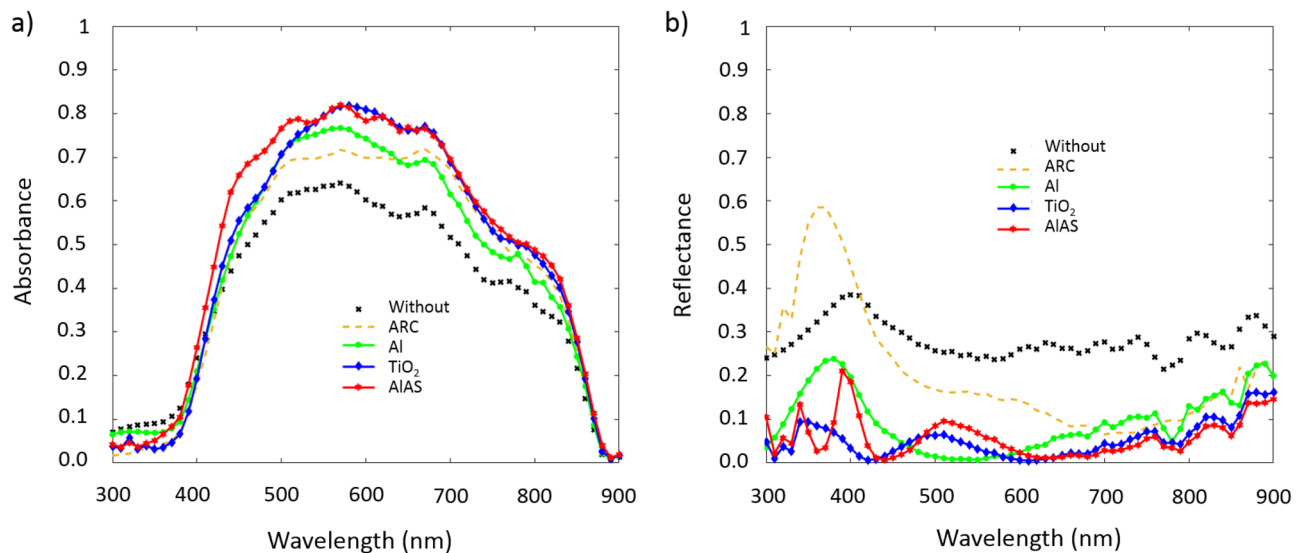 a)
1
0.9
0.8
0.7
0.6
0.5
0.4
0.3
0.2
0.1
0.0
300 400 500 600 700 800 900
Absorbance
Wavelength (nm)
Without
ARC
Al
TiO₂
AlAS
b)
1
0.9
0.8
0.7
0.6
0.5
0.4
0.3
0.2
0.1
0.0
300 400 500 600 700 800 900
Reflectance
Wavelength (nm)
Without
ARC
Al
TiO₂
AlAS